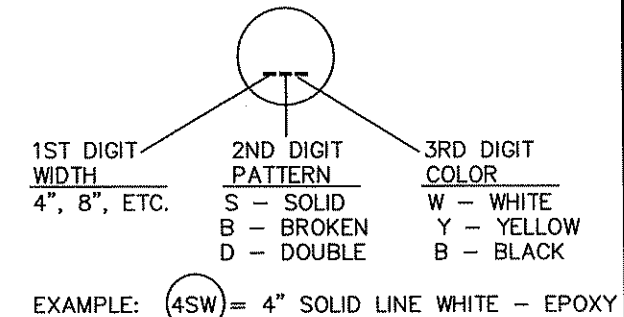 1ST DIGIT 2ND DIGIT 3RD DIGIT
WIDTH PATTERN COLOR
4", 8", ETC. S – SOLID W – WHITE
B – BROKEN Y – YELLOW
D – DOUBLE B – BLACK
EXAMPLE: 4SW = 4" SOLID LINE WHITE – EPOXY